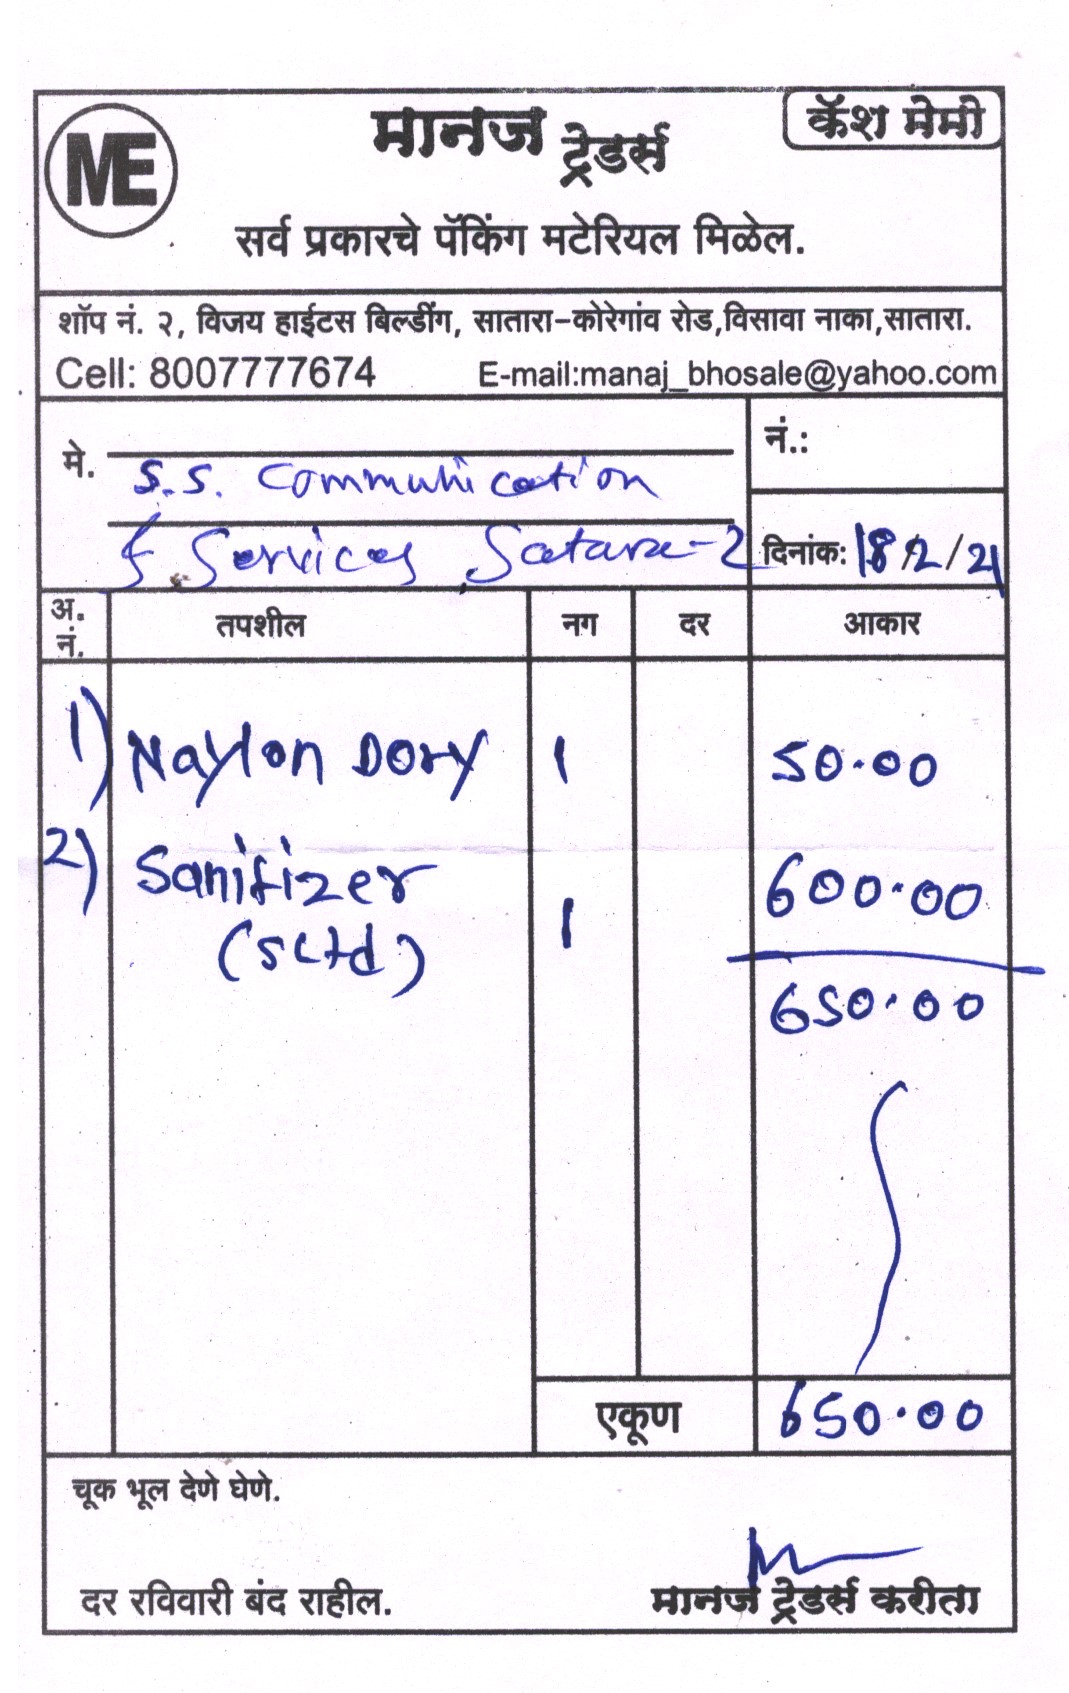 ME
मानज ट्रेडर्स
कॅश मेमो
सर्व प्रकारचे पॅकिंग मटेरियल मिळेल.
शॉप नं. २, विजय हाईटस बिल्डींग, सातारा-कोरेगांव रोड,विसावा नाका,सातारा.
Cell: 8007777674 E-mail:manaj_bhosale@yahoo.com
मे. S.S. Communication
Services Satara-2
नं.:
दिनांक: 18/2/21
अ. नं. तपशील नग दर आकार
1) Naylon Dory 1 50.00
2) Sanitizer 1 600.00
650.00
एकूण 650.00
चूक भूल देणे घेणे.
दर रविवारी बंद राहील. मानज ट्रेडर्स करीता